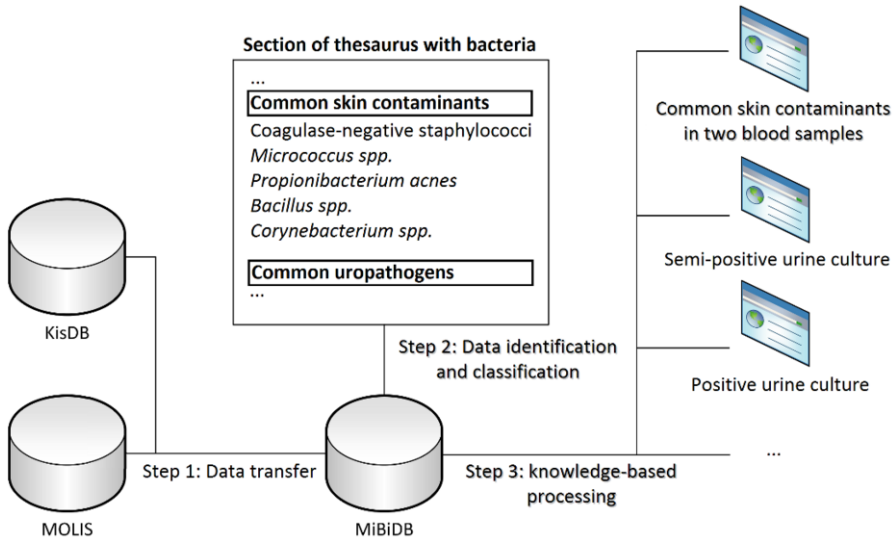 Section of thesaurus with bacteria
...
Common skin contaminants
Coagulase-negative staphylococci
Micrococcus spp.
Propionibacterium acnes
Bacillus spp.
Corynebacterium spp.
Common uropathogens
...
KisDB
MOLIS
Step 1: Data transfer
Step 2: Data identification
and classification
MiBiDB
Step 3: knowledge-based
processing
Common skin contaminants
in two blood samples
Semi-positive urine culture
Positive urine culture
...